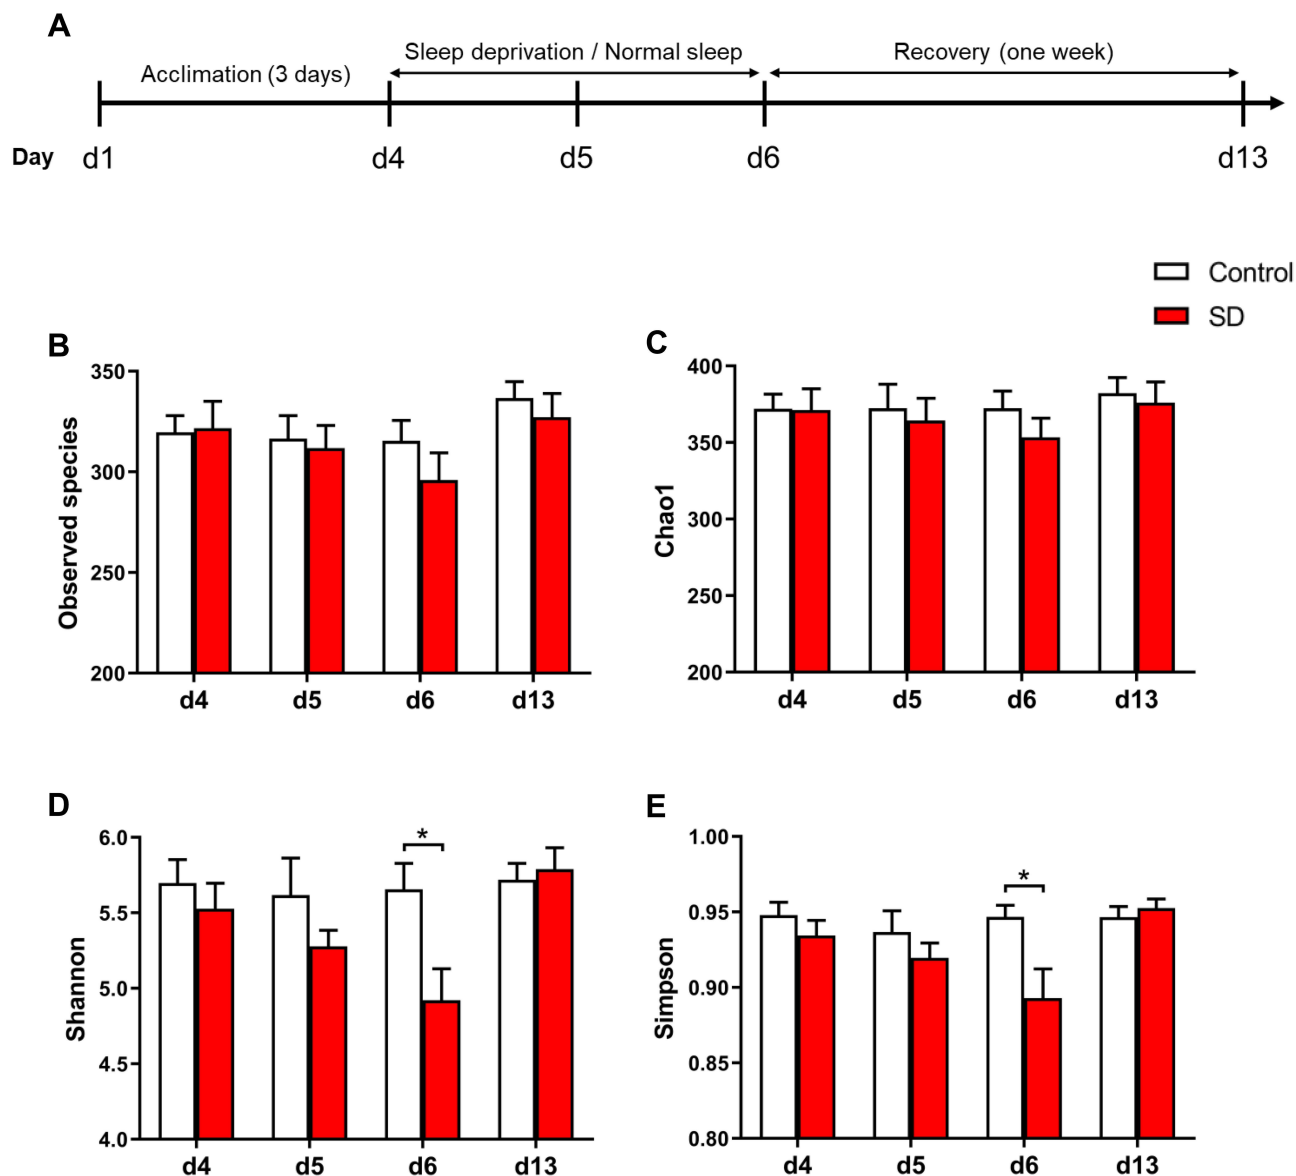 A
Acclimation (3 days)
Sleep deprivation / Normal sleep
Recovery (one week)
Day d1 d4 d5 d6 d13
Control
SD
B
Observed species
350
300
250
200
d4 d5 d6 d13
C
Chao1
400
350
300
250
200
d4 d5 d6 d13
D
Shannon
6.0
5.5
5.0
4.5
4.0
*
d4 d5 d6 d13
E
Simpson
1.00
0.95
0.90
0.85
0.80
*
d4 d5 d6 d13